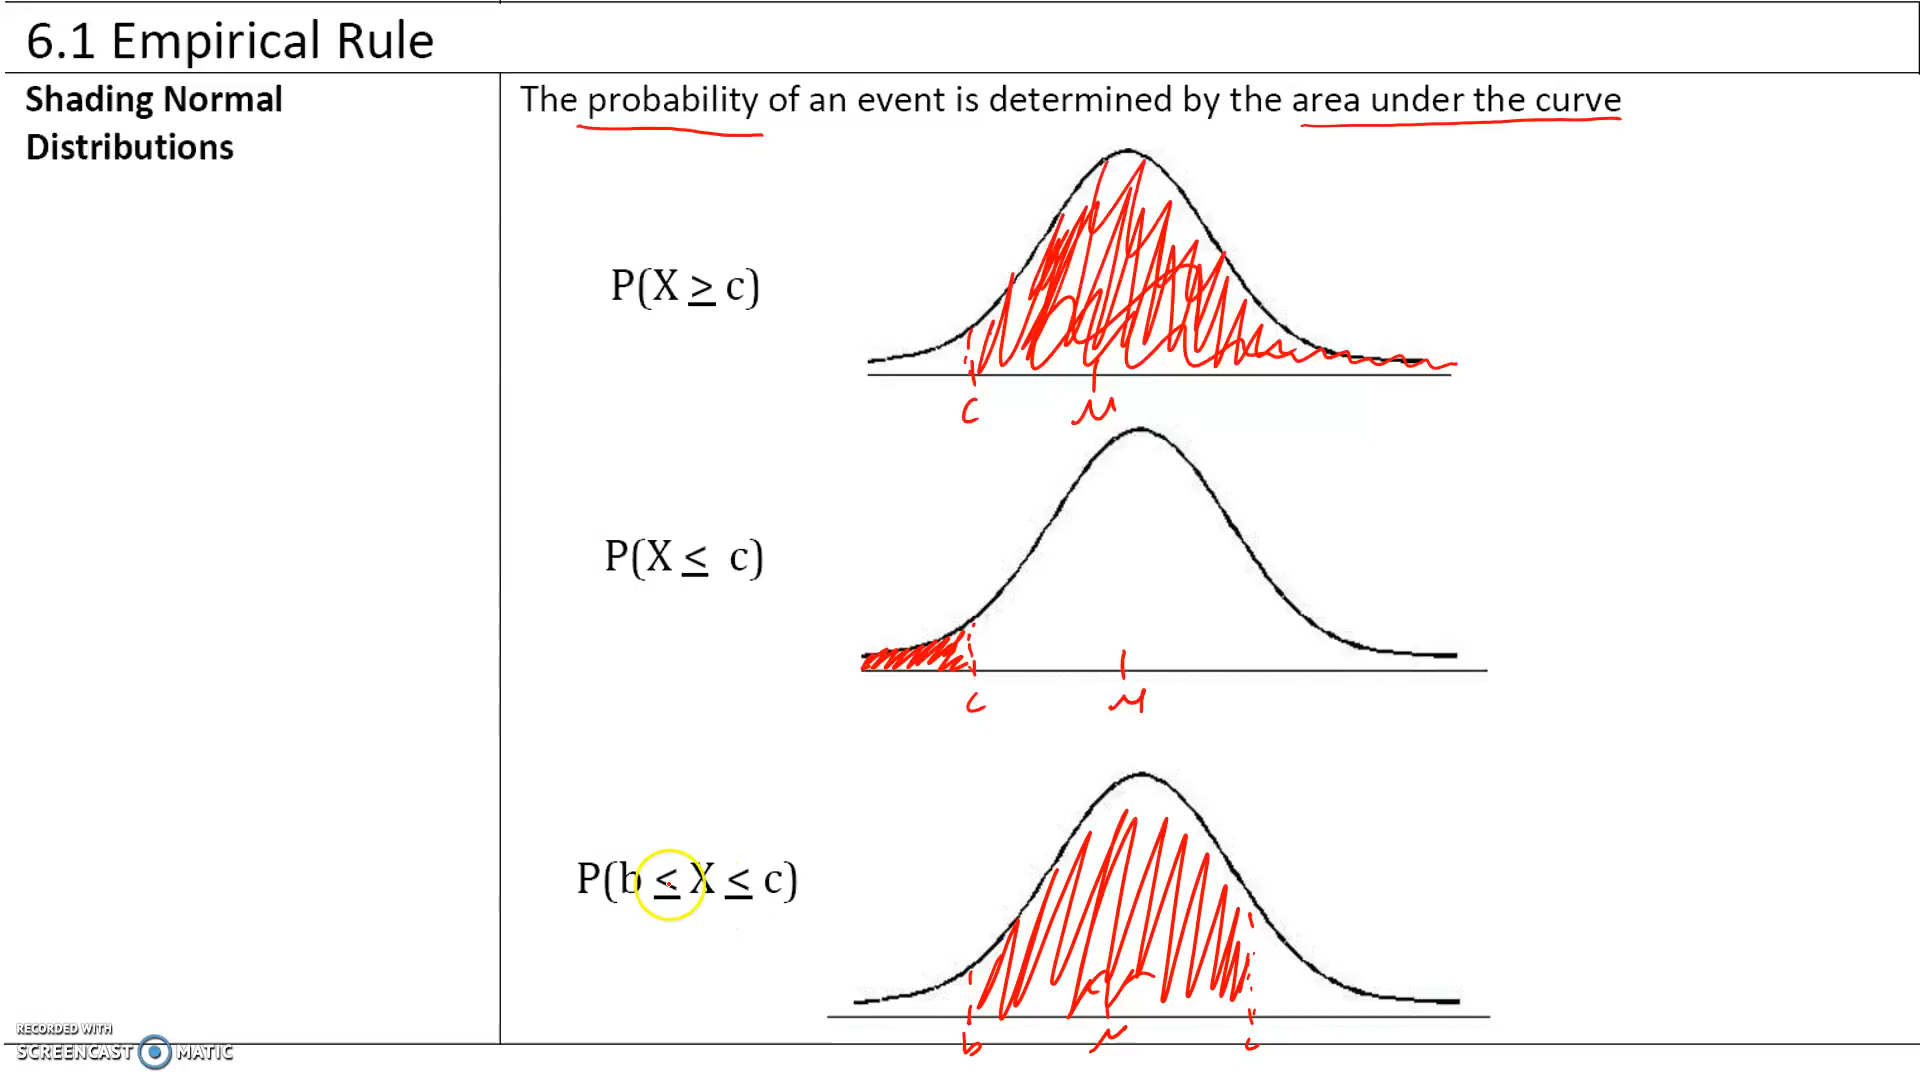 6.1 Empirical Rule
Shading Normal
Distributions
The probability of an event is determined by the area under the curve
P(X ≥ c)
c μ
P(X ≤ c)
c μ
P(b ≤ X ≤ c)
b μ c
RECORDED WITH
SCREENCAST MATIC